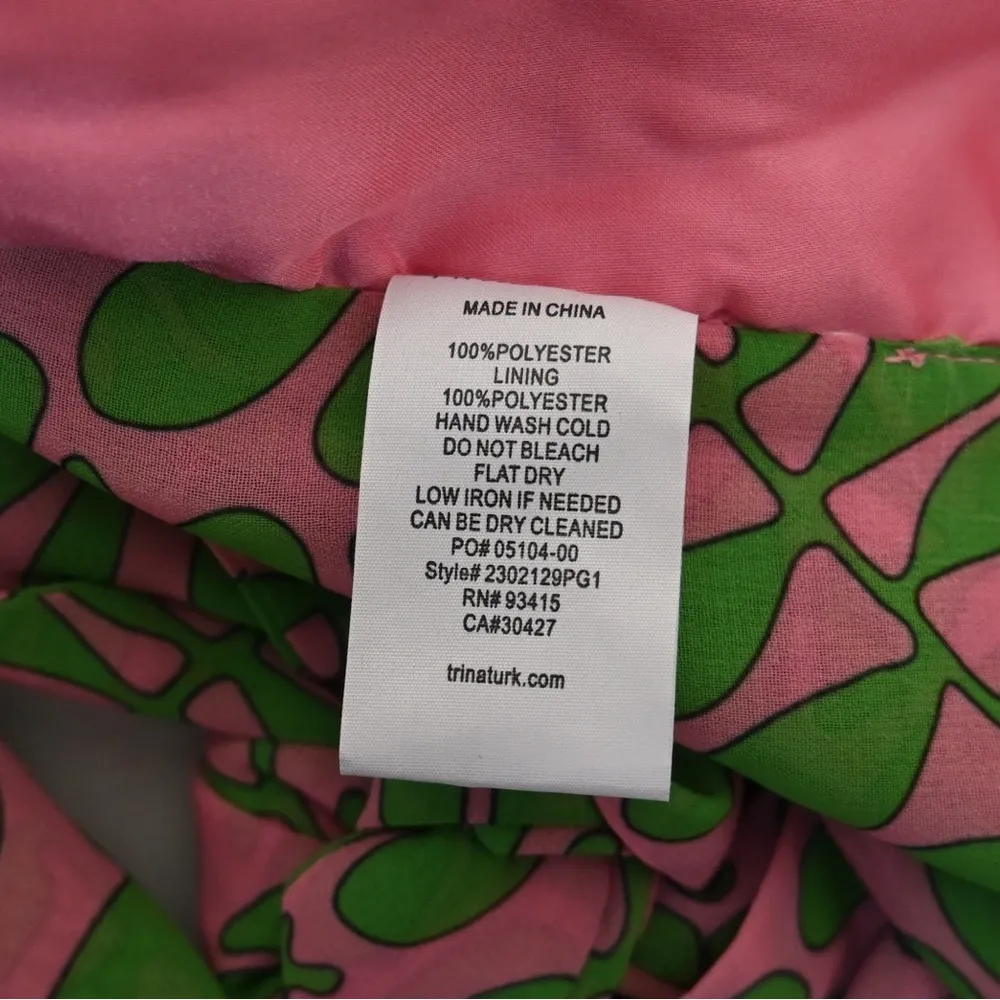 MADE IN CHINA
100%POLYESTER
LINING
100%POLYESTER
HAND WASH COLD
DO NOT BLEACH
FLAT DRY
LOW IRON IF NEEDED
CAN BE DRY CLEANED
PO# 05104-00
Style# 2302129PG1
RN# 93415
CA#30427
trinaturk.com